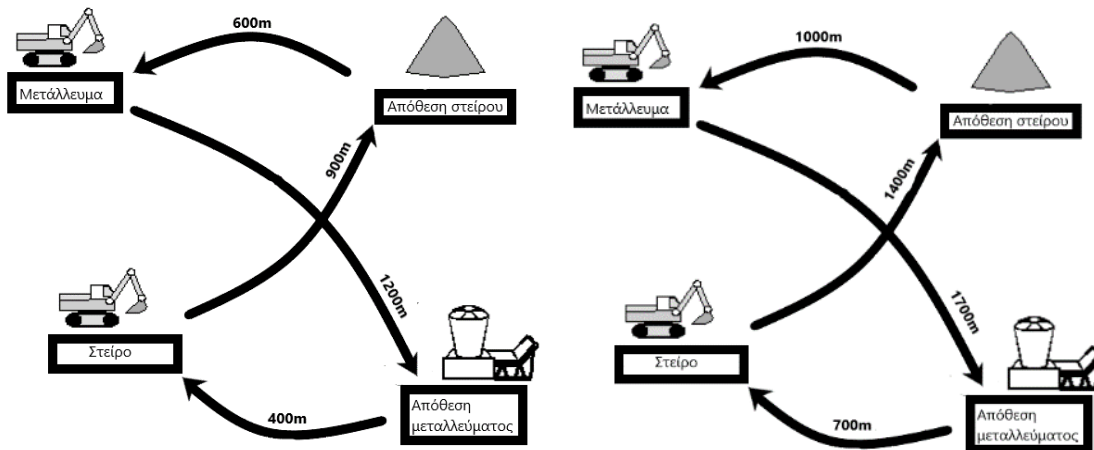 600m
Μετάλλευμα
Απόθεση στείρου
900m
1200m
Στείρο
400m
Απόθεση
μεταλλεύματος
1000m
Μετάλλευμα
Απόθεση στείρου
1400m
1700m
Στείρο
700m
Απόθεση
μεταλλεύματος